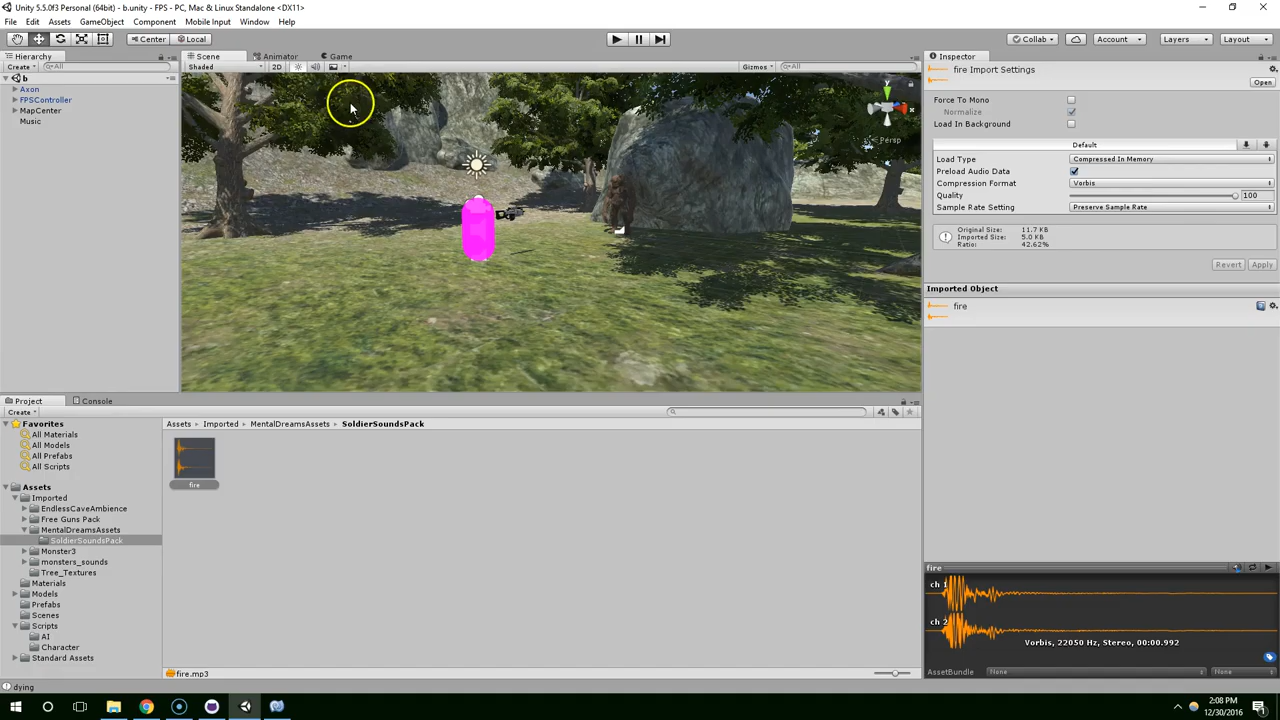 Unity 5.5.0f3 Personal (64bit) - b.unity - FPS - PC, Mac & Linux Standalone <DX11>
File Edit Assets GameObject Component Mobile Input Window Help
Center Local Collab Account Layers Layout
Hierarchy Scene Animator Game Inspector
Create All Shaded 2D Gizmos All
fire Import Settings
Open
b
Axon
FPSController
MapCenter
Music
y
x
Persp
Force To Mono
Normalize
Load In Background
Default
Load Type Compressed In Memory
Preload Audio Data
Compression Format Vorbis
Quality 100
Sample Rate Setting Preserve Sample Rate
Original Size: 11.7 KB
Imported Size: 5.0 KB
Ratio: 42.62%
Revert Apply
Imported Object
fire
Project Console
Create
Favorites
All Materials
All Models
All Prefabs
All Scripts
Assets
Imported
EndlessCaveAmbience
Free Guns Pack
MentalDreamsAssets
SoldierSoundsPack
Monster3
monsters_sounds
Tree_Textures
Materials
Models
Prefabs
Scenes
Scripts
AI
Character
Standard Assets
Assets Imported MentalDreamsAssets SoldierSoundsPack
fire
fire.mp3
fire
ch 1
ch 2
Vorbis, 22050 Hz, Stereo, 00:00.992
AssetBundle None None
dying
2:08 PM
12/30/2016